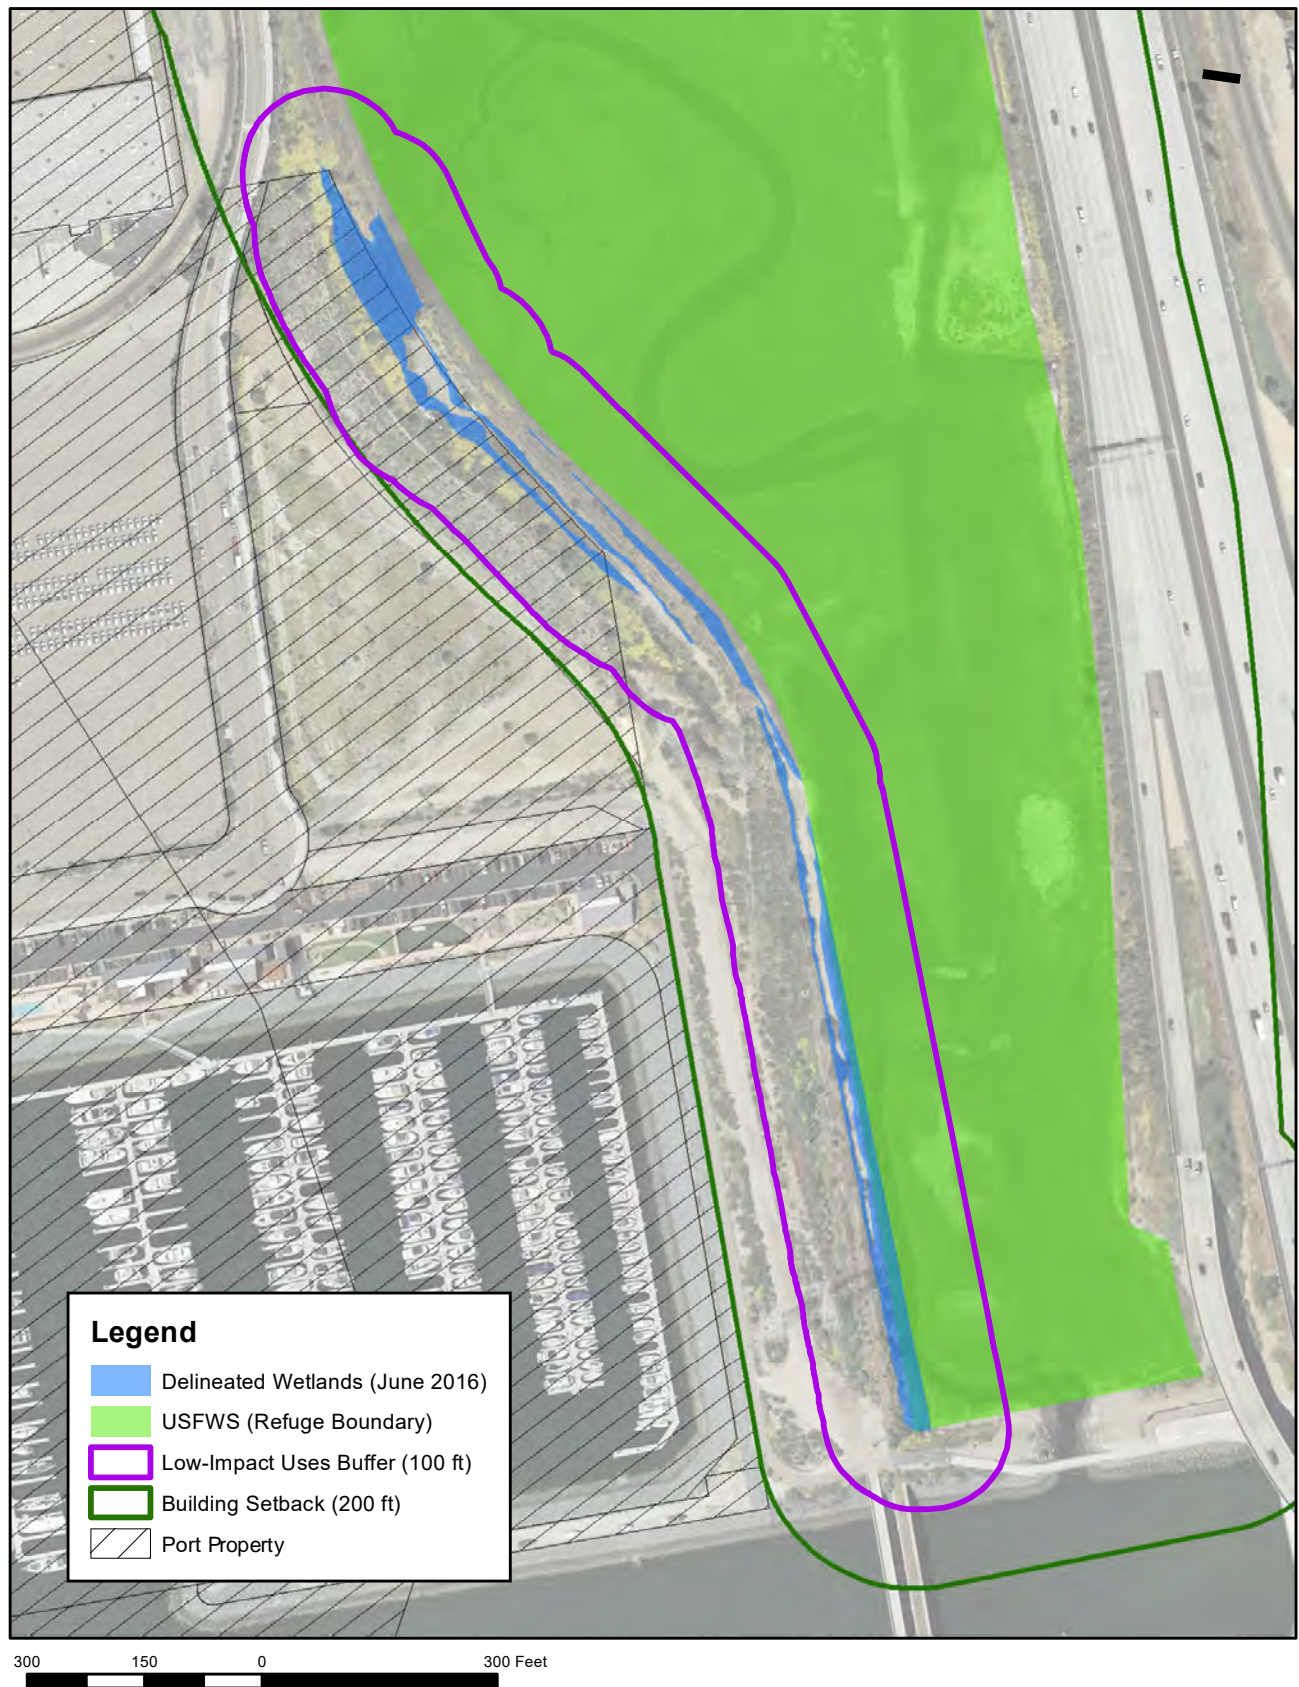 Legend
Delineated Wetlands (June 2016)
USFWS (Refuge Boundary)
Low-Impact Uses Buffer (100 ft)
Building Setback (200 ft)
Port Property
300 150 0 300 Feet